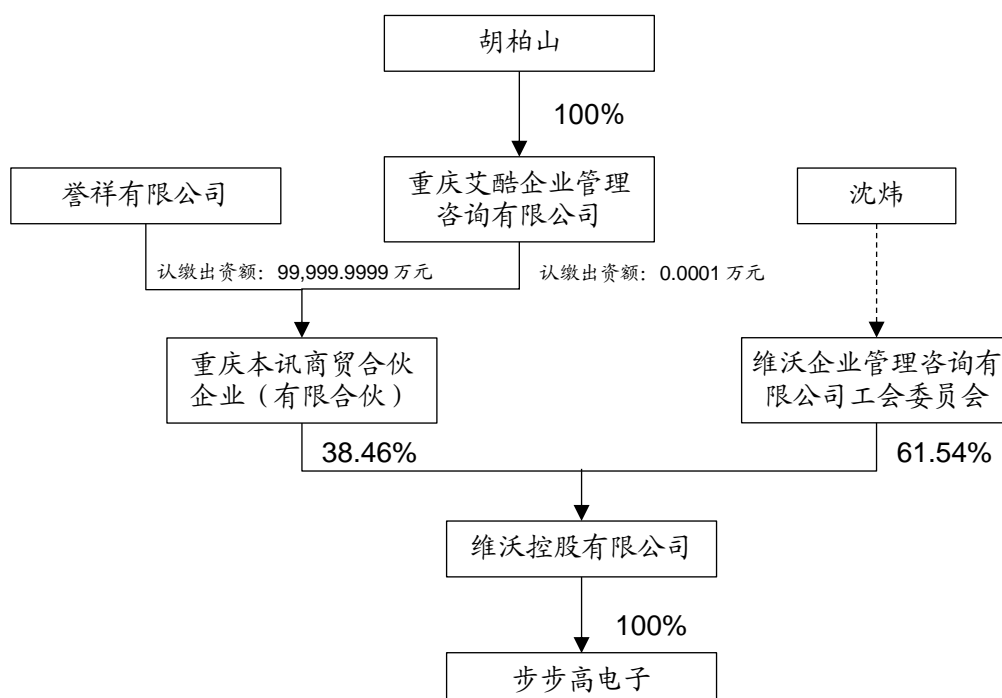 胡柏山
100%
誉祥有限公司
重庆艾酷企业管理
咨询有限公司
沈炜
认缴出资额：99,999.9999 万元
认缴出资额：0.0001 万元
重庆本讯商贸合伙
企业（有限合伙）
维沃企业管理咨询有
限公司工会委员会
38.46%
61.54%
维沃控股有限公司
100%
步步高电子